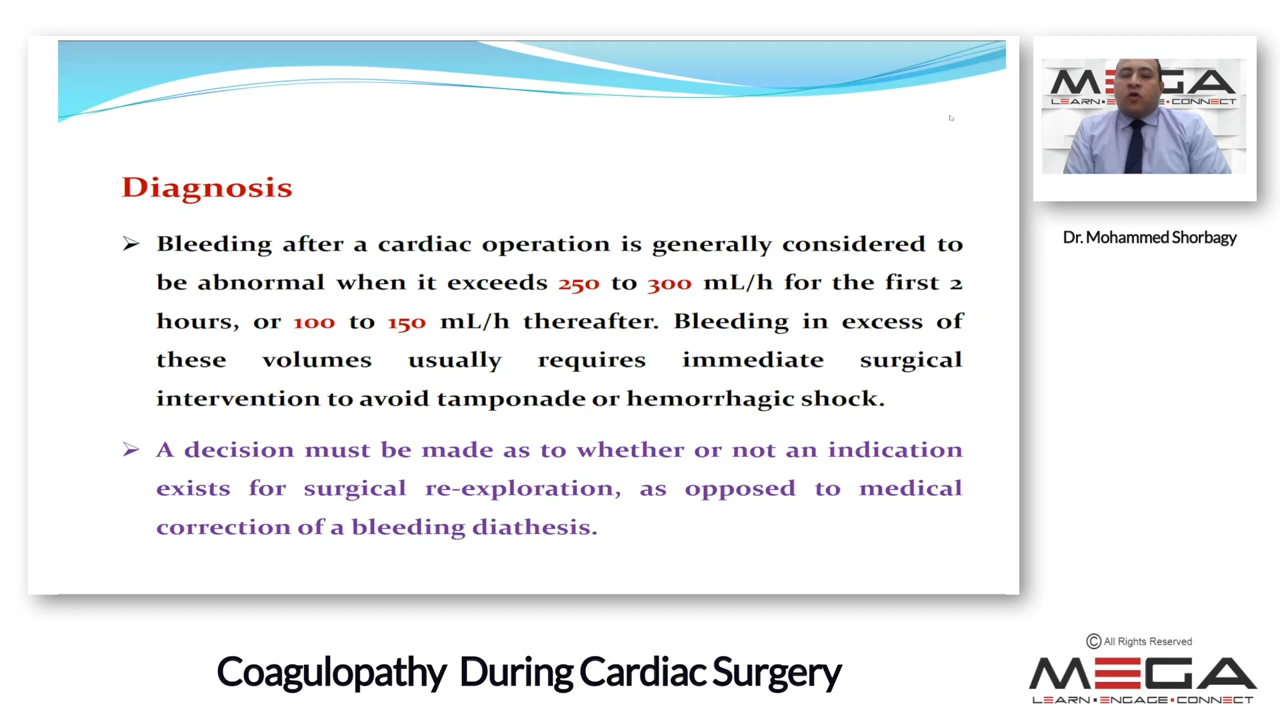 MEGA
LEARN • ENGAGE • CONNECT
Diagnosis
➢ Bleeding after a cardiac operation is generally considered to
be abnormal when it exceeds 250 to 300 mL/h for the first 2
hours, or 100 to 150 mL/h thereafter. Bleeding in excess of
these volumes usually requires immediate surgical
intervention to avoid tamponade or hemorrhagic shock.
➢ A decision must be made as to whether or not an indication
exists for surgical re-exploration, as opposed to medical
correction of a bleeding diathesis.
Dr. Mohammed Shorbagy
Coagulopathy During Cardiac Surgery
© All Rights Reserved
MEGA
LEARN • ENGAGE • CONNECT